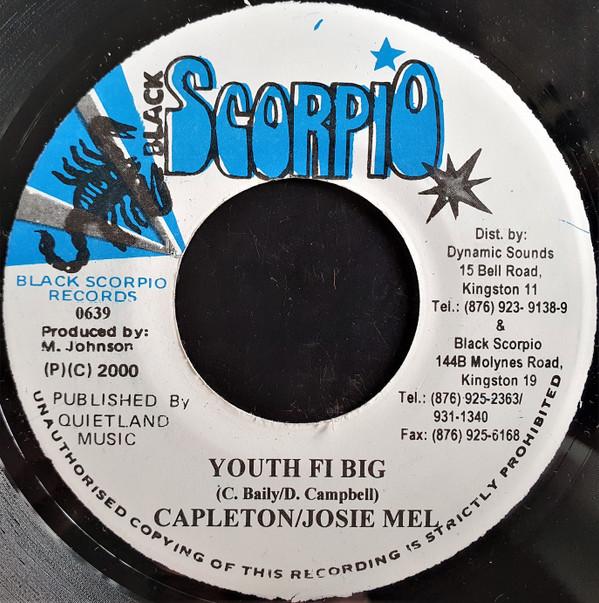 BLACK
SCORPIO
BLACK SCORPIO
RECORDS
0639
Produced by:
M. Johnson
(P)(C) 2000
PUBLISHED By
QUIETLAND
MUSIC
Dist. by:
Dynamic Sounds
15 Bell Road,
Kingston 11
Tel.: (876) 923- 9138-9
&
Black Scorpio
144B Molynes Road,
Kingston 19
Tel.: (876) 925-2363/
931-1340
Fax: (876) 925-6168
YOUTH FI BIG
(C. Baily/D. Campbell)
CAPLETON/JOSIE MEL
UNAUTHORISED COPYING OF THIS RECORDING IS STRICTLY PROHIBITED